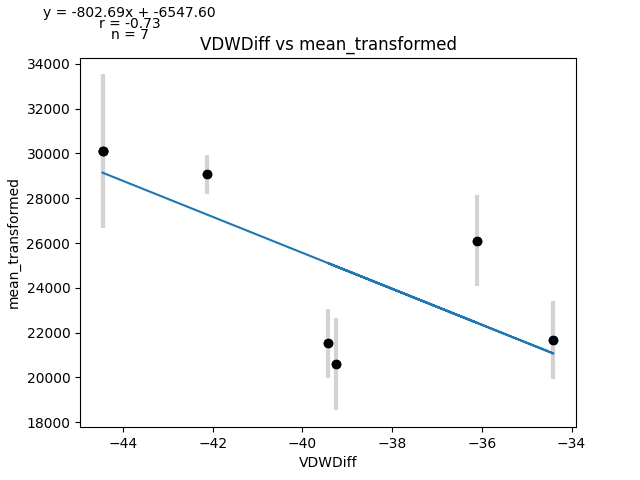 y = -802.69x + -6547.60
r = -0.73
n = 7
VDWDiff vs mean_transformed
34000
32000
30000
28000
26000
24000
22000
20000
18000
mean_transformed
−44
−42
−40
−38
−36
−34
VDWDiff